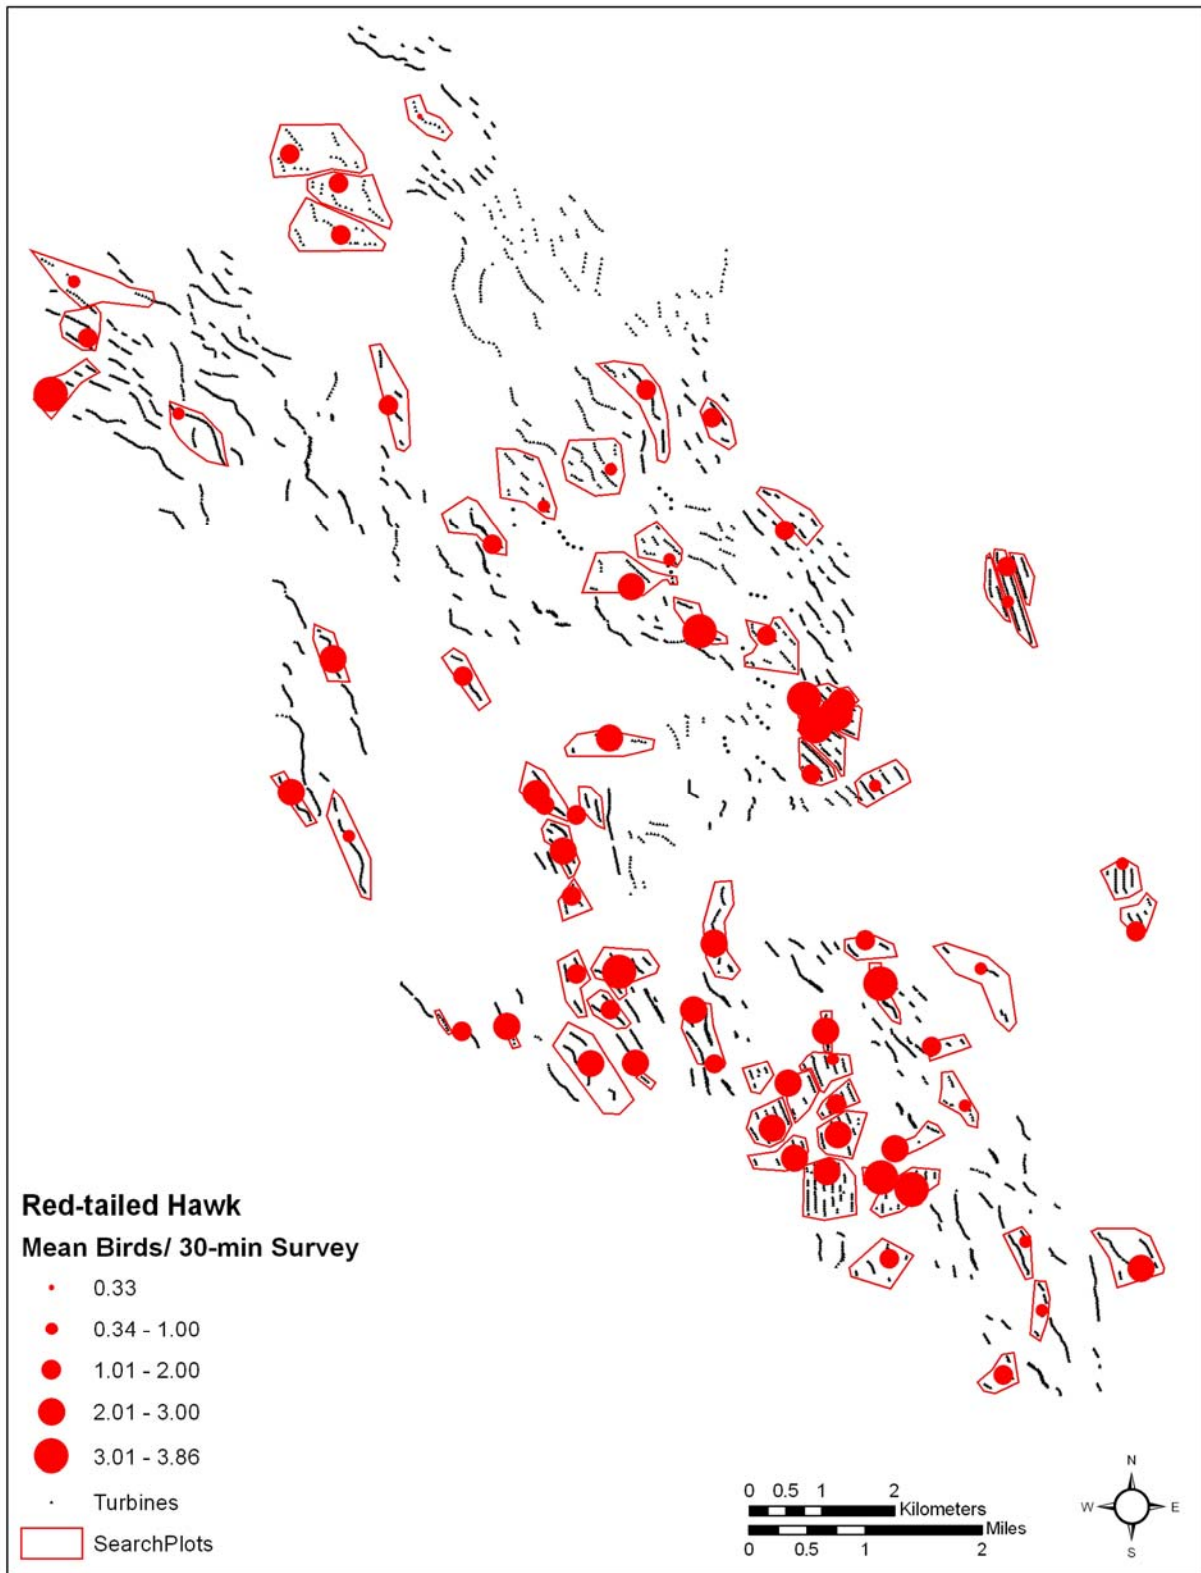 Red-tailed Hawk
Mean Birds/ 30-min Survey
0.33
0.34 - 1.00
1.01 - 2.00
2.01 - 3.00
3.01 - 3.86
Turbines
SearchPlots
0 0.5 1 2
Kilometers
Miles
0 0.5 1 2
N
W E
S